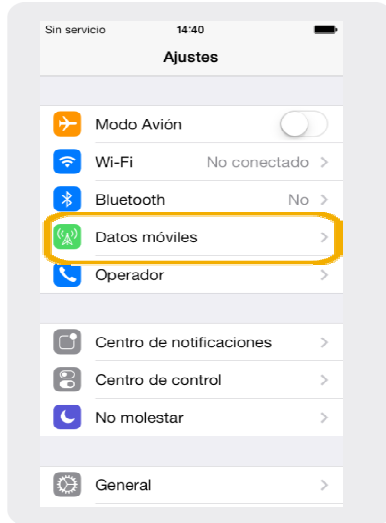 Sin servicio 14:40
Ajustes
Modo Avión
Wi-Fi No conectado
Bluetooth No
Datos móviles
Operador
Centro de notificaciones
Centro de control
No molestar
General